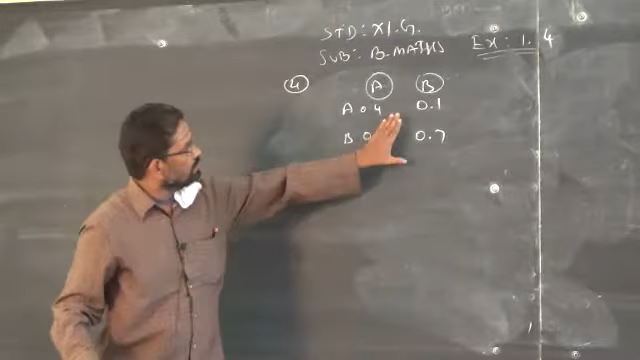 STD: XI.G.
SUB: B.MATHS
Ex: 1.4
④ Ⓐ Ⓑ
A 0.4 0.1
B 0. 0.7